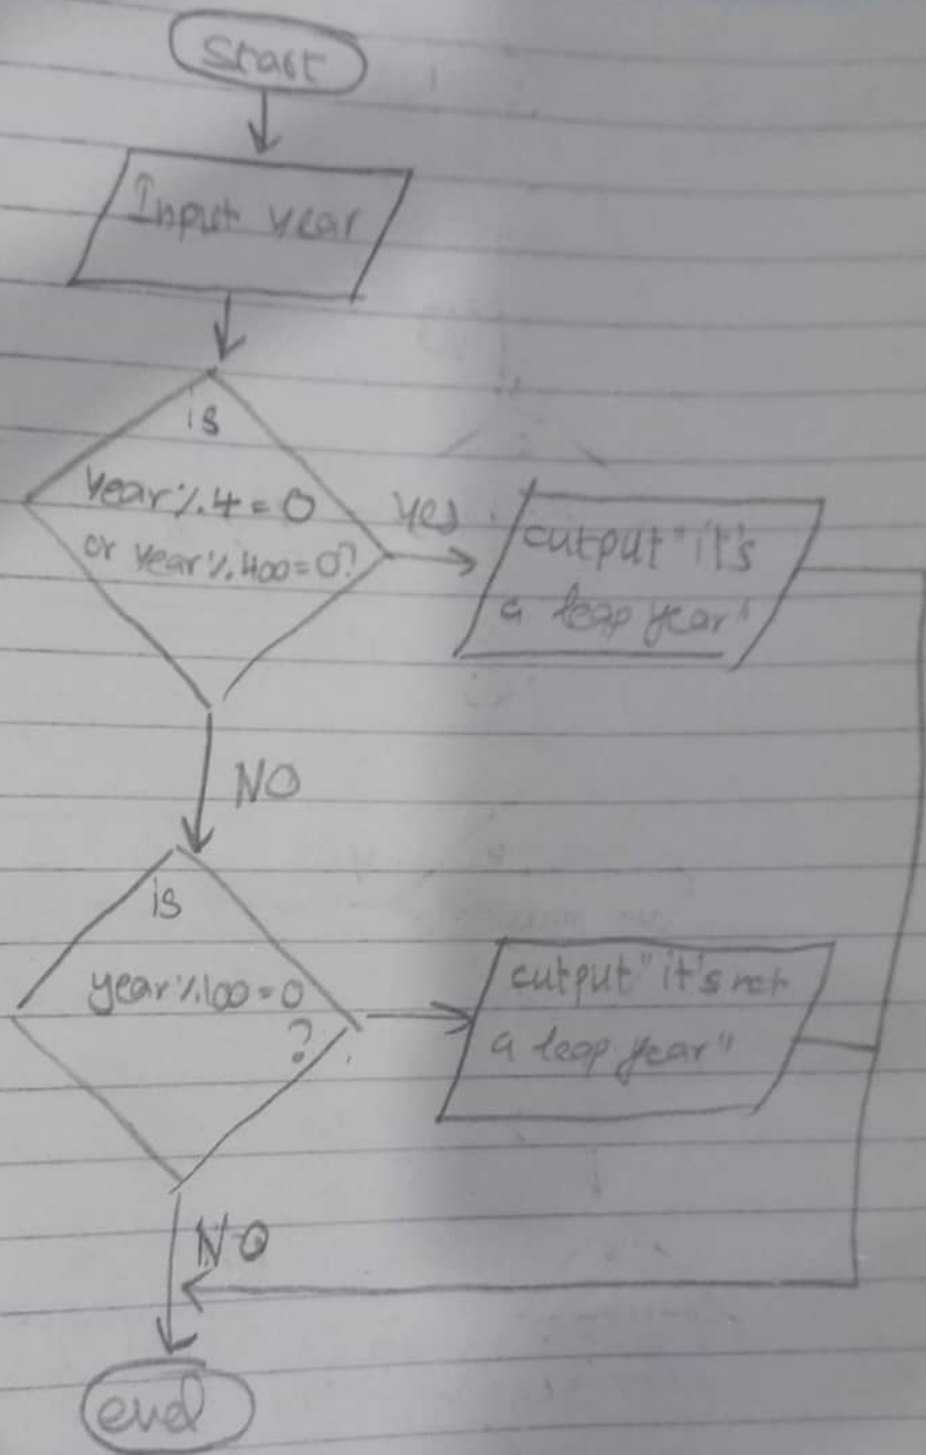 start
Input year
is
year%4=0
or year%400=0?
yes
output "it's
a leap year"
NO
is
year%100=0
?
output "it's not
a leap year"
NO
end